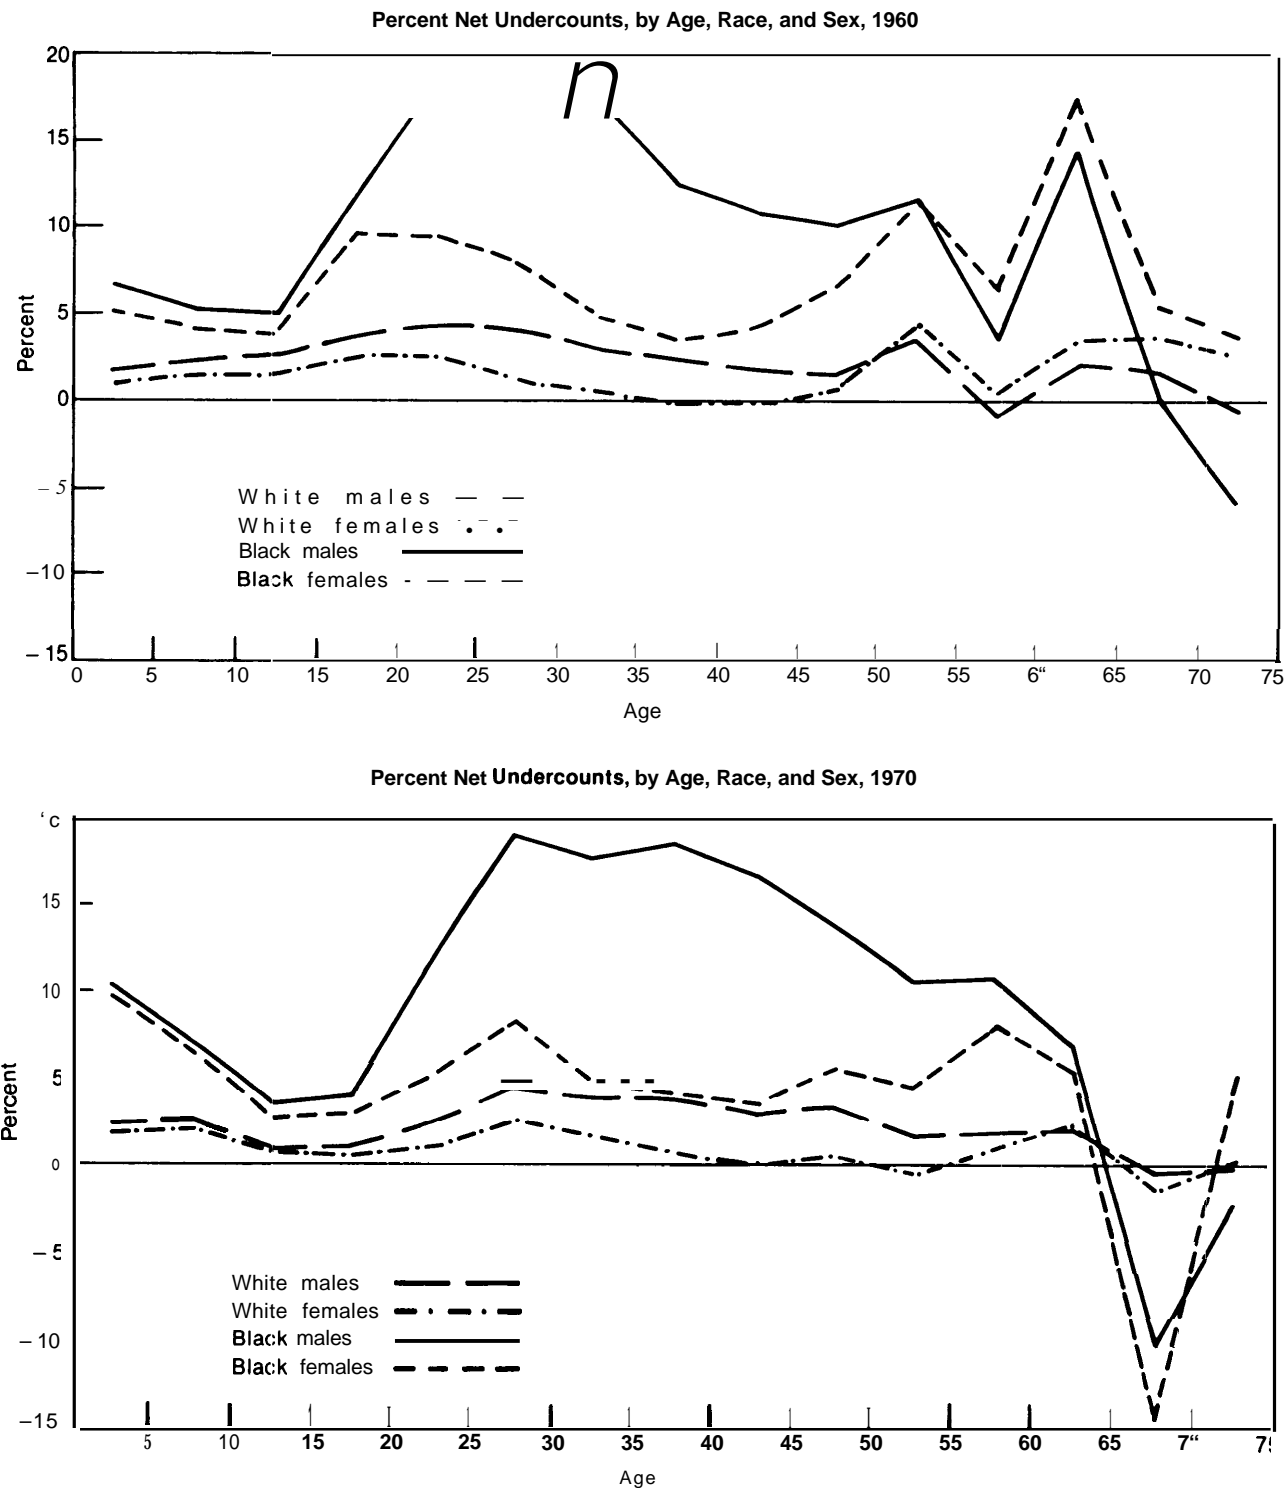 Percent Net Undercounts, by Age, Race, and Sex, 1960
20
15
10
5
0
– 5
–10
– 15
Percent
n
White males
White females
Black males
Black females
0 5 10 15 20 25 30 35 40 45 50 55 6“ 65 70 75
Age
Percent Net Undercounts, by Age, Race, and Sex, 1970
‘c
15
10
5
0
– 5
– 10
–15
Percent
White males
White females
Black males
Black females
5 10 15 20 25 30 35 40 45 50 55 60 65 7“
Age